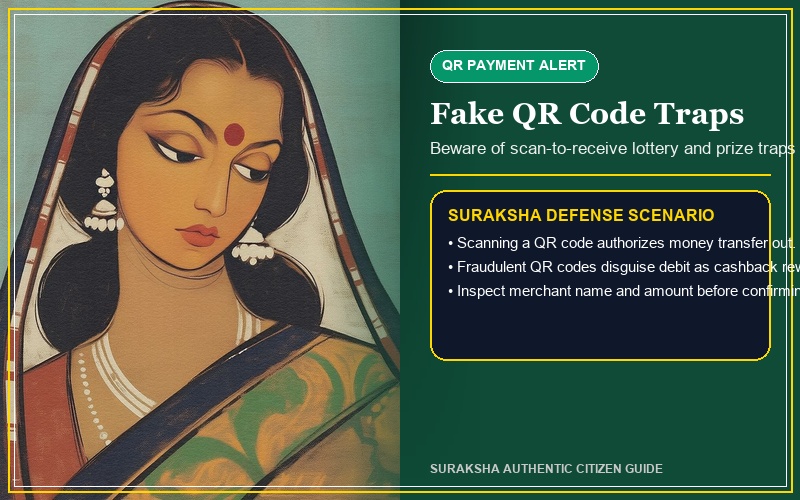 QR PAYMENT ALERT
Fake QR Code Traps
Beware of scan-to-receive lottery and prize traps
SURAKSHA DEFENSE SCENARIO
• Scanning a QR code authorizes money transfer out.
• Fraudulent QR codes disguise debit as cashback
• Inspect merchant name and amount before
SURAKSHA AUTHENTIC CITIZEN GUIDE